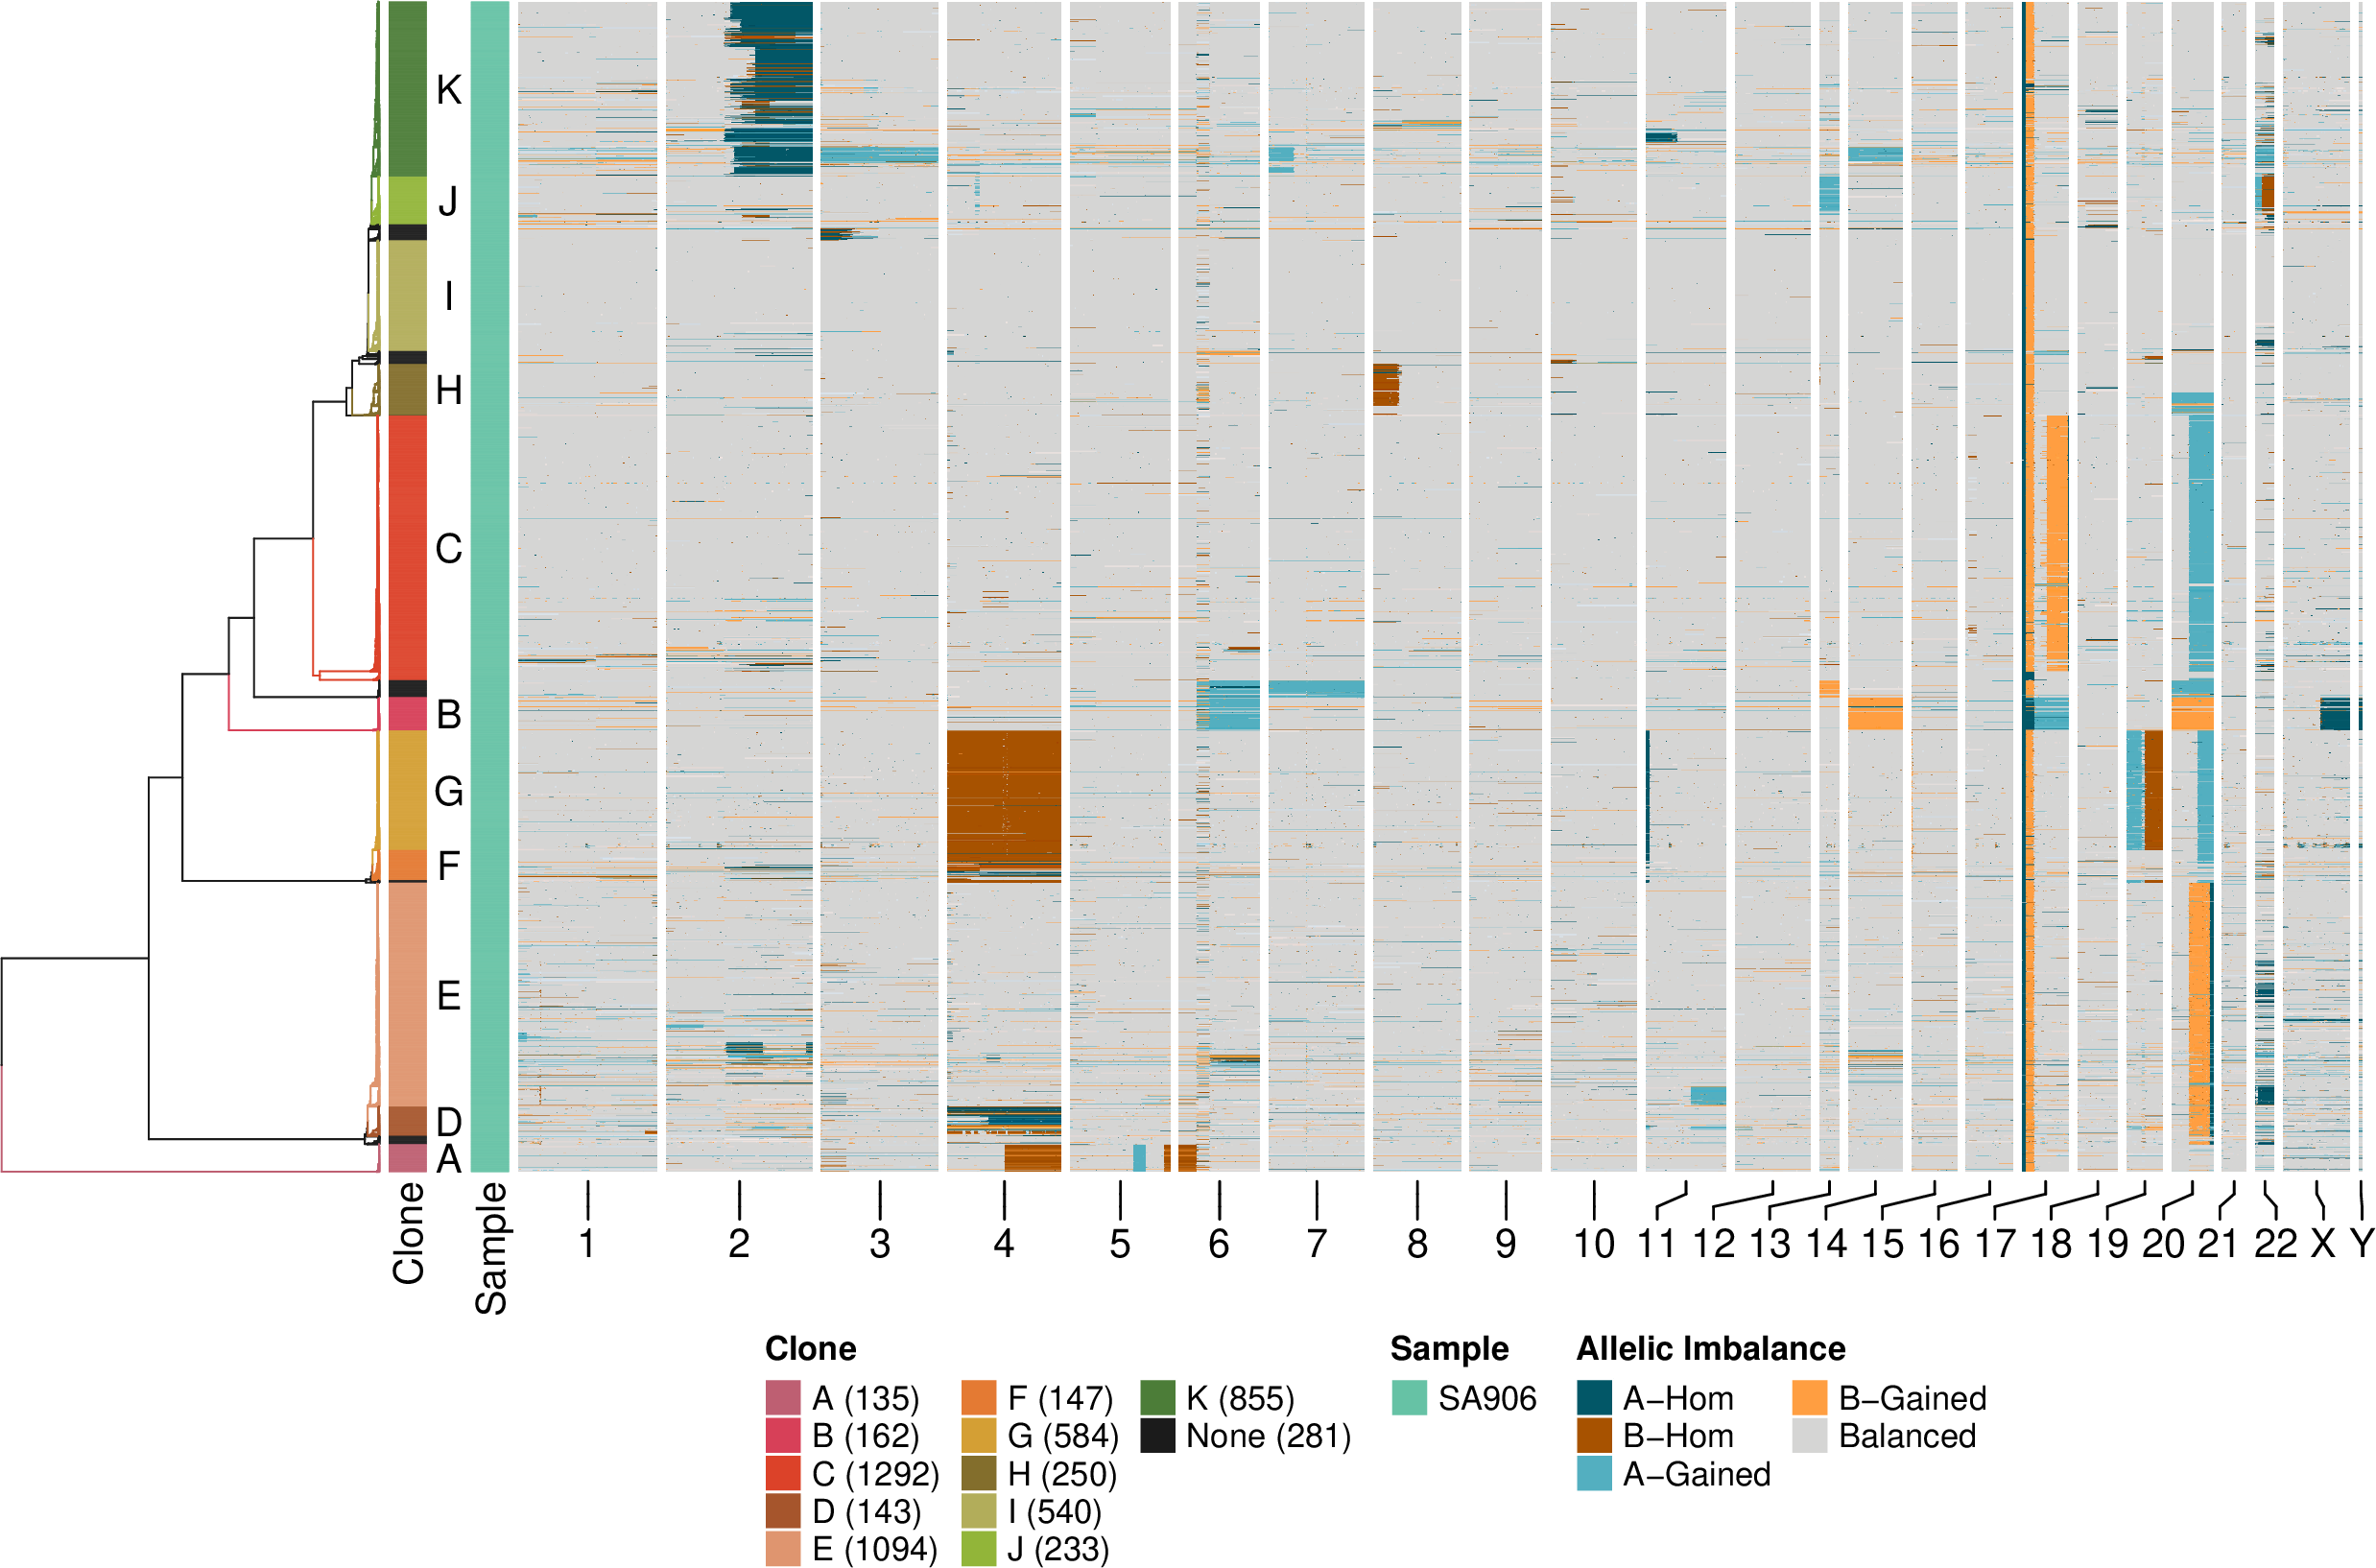 K
J
I
H
C
B
G
F
E
D
A
Clone
Sample
1 2 3 4 5 6 7 8 9 10 11 12 13 14 15 16 17 18 19 20 21 22 X Y
Clone
A (135)
B (162)
C (1292)
D (143)
E (1094)
F (147)
G (584)
H (250)
I (540)
J (233)
K (855)
None (281)
Sample
SA906
Allelic Imbalance
A−Hom
B−Hom
A−Gained
B−Gained
Balanced